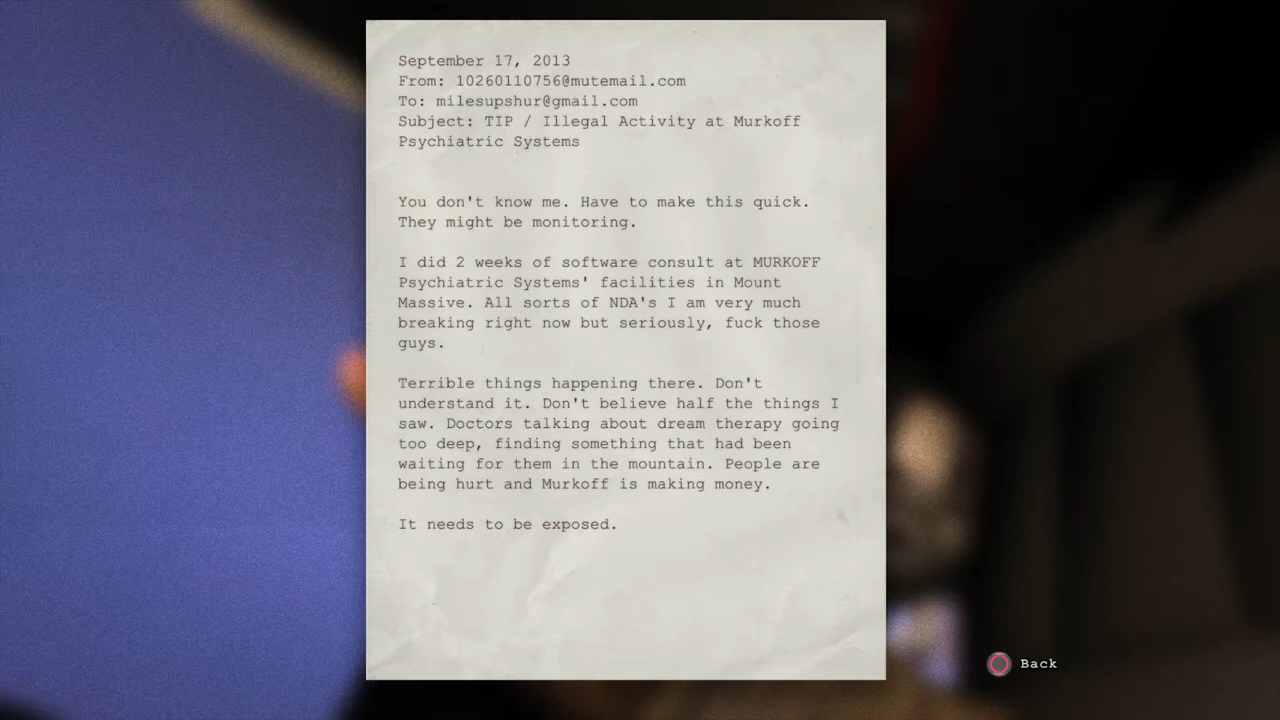 September 17, 2013
From: 10260110756@mutemail.com
To: milesupshur@gmail.com
Subject: TIP / Illegal Activity at Murkoff
Psychiatric Systems
You don't know me. Have to make this quick.
They might be monitoring.
I did 2 weeks of software consult at MURKOFF
Psychiatric Systems' facilities in Mount
Massive. All sorts of NDA's I am very much
breaking right now but seriously, fuck those
guys.
Terrible things happening there. Don't
understand it. Don't believe half the things I
saw. Doctors talking about dream therapy going
too deep, finding something that had been
waiting for them in the mountain. People are
being hurt and Murkoff is making money.
It needs to be exposed.
Back